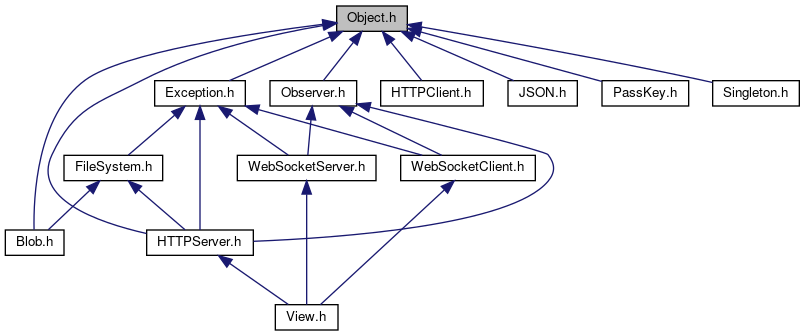 Object.h
Exception.h
Observer.h
HTTPClient.h
JSON.h
PassKey.h
Singleton.h
FileSystem.h
WebSocketServer.h
WebSocketClient.h
Blob.h
HTTPServer.h
View.h